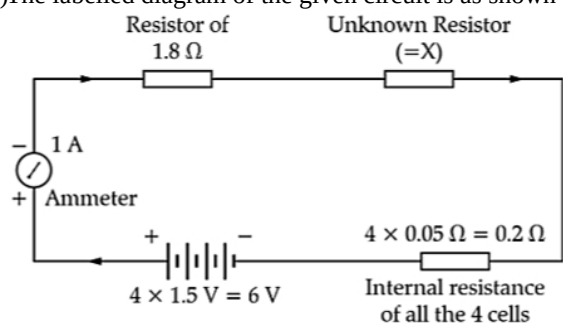 )The labelled diagram of the given circuit is as shown
Resistor of
1.8 Ω
Unknown Resistor
(=X)
−
1 A
+ Ammeter
+ −
4 × 1.5 V = 6 V
4 × 0.05 Ω = 0.2 Ω
Internal resistance
of all the 4 cells